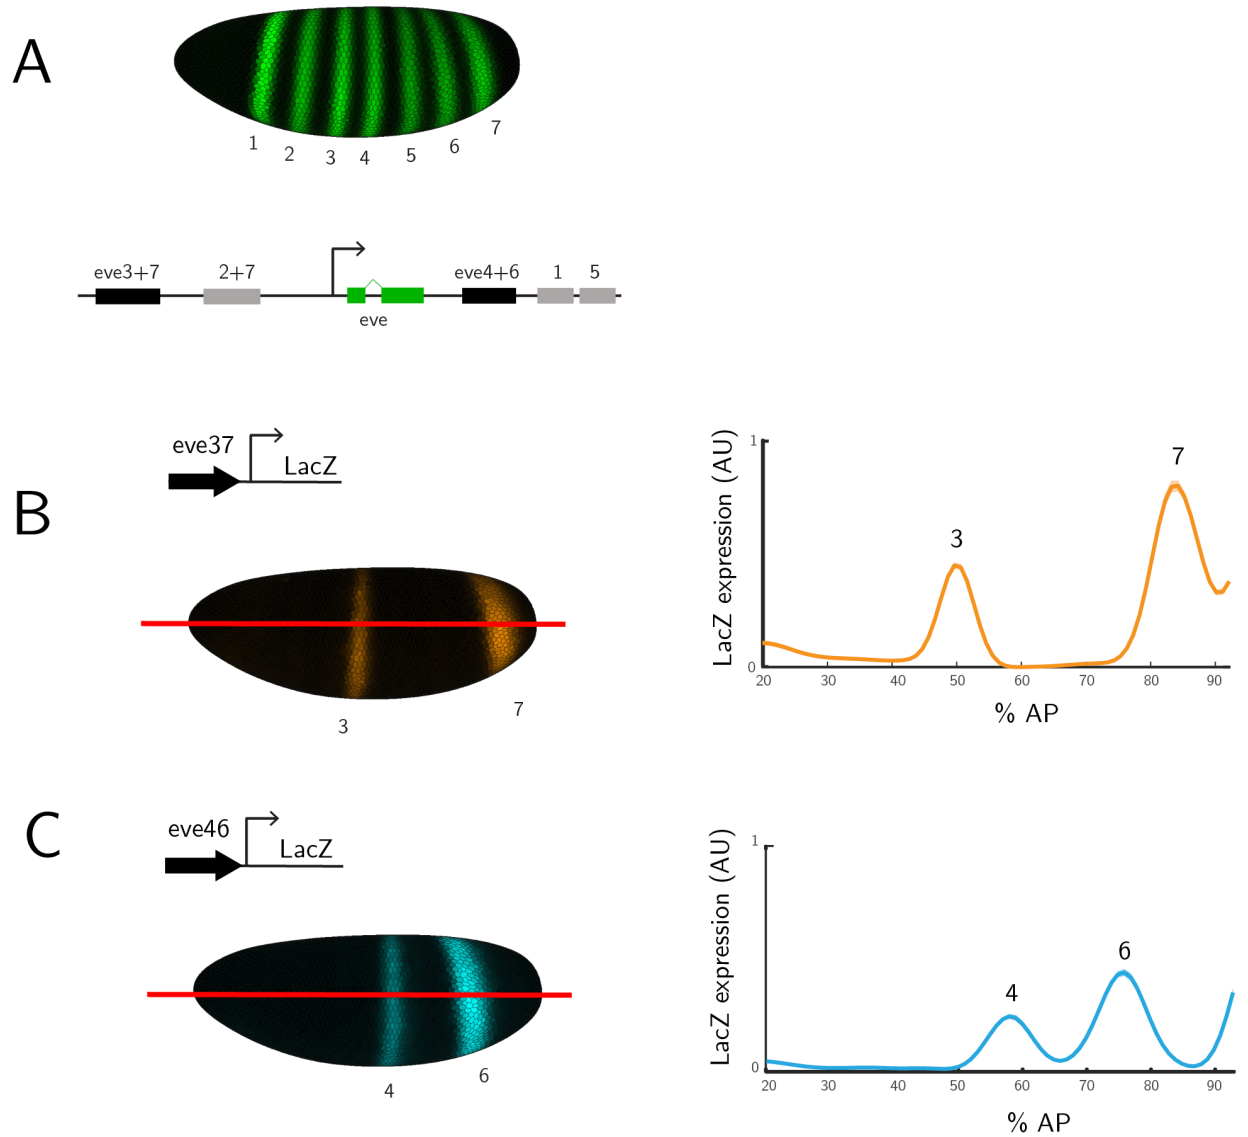 A
1 2 3 4 5 6 7
eve3+7 2+7 eve4+6 1 5
eve
B
eve37
LacZ
3 7
LacZ expression (AU)
1
0
3
7
20 30 40 50 60 70 80 90
% AP
C
eve46
LacZ
4 6
LacZ expression (AU)
1
0
4
6
20 30 40 50 60 70 80 90
% AP